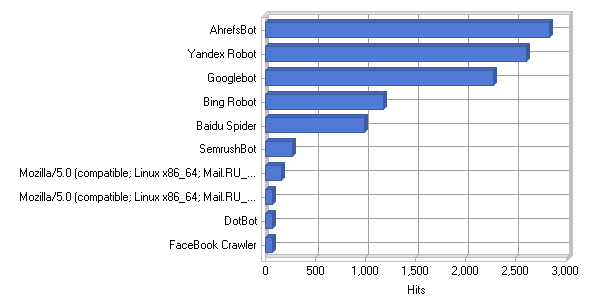 AhrefsBot
Yandex Robot
Googlebot
Bing Robot
Baidu Spider
SemrushBot
Mozilla/5.0 (compatible; Linux x86_64; Mail.RU_...
Mozilla/5.0 (compatible; Linux x86_64; Mail.RU_...
DotBot
FaceBook Crawler
0 500 1,000 1,500 2,000 2,500 3,000
Hits